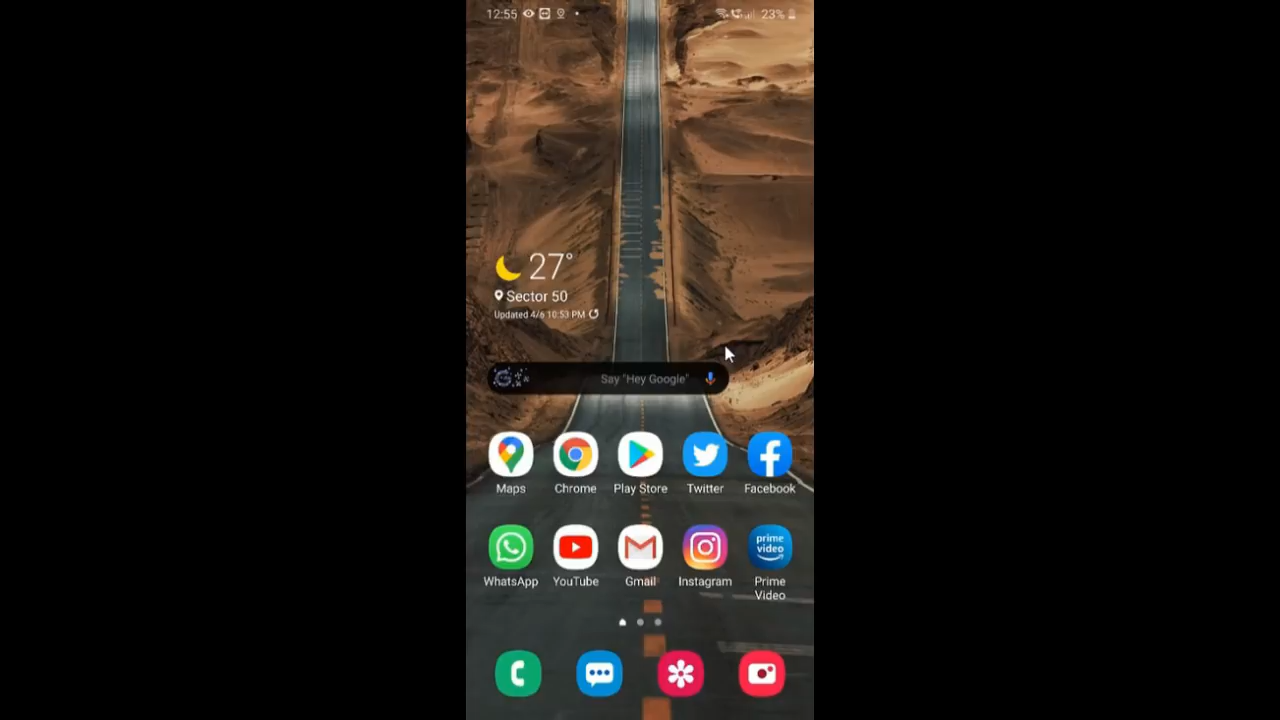 12:55
23%
27°
Sector 50
Updated 4/6 10:53 PM
Say "Hey Google"
Maps Chrome Play Store Twitter Facebook
prime
video
WhatsApp YouTube Gmail Instagram Prime
Video